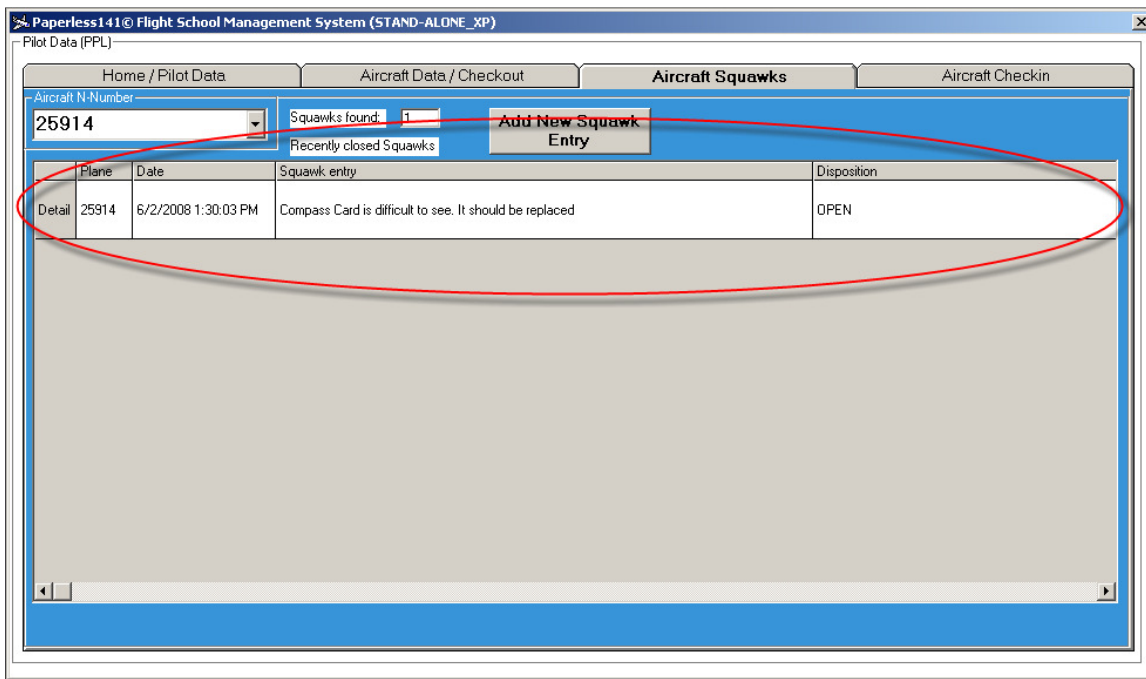 Paperless141© Flight School Management System (STAND-ALONE_XP)
Pilot Data (PPL)
Home / Pilot Data Aircraft Data / Checkout Aircraft Squawks Aircraft Checkin
Aircraft N-Number
25914 Squawks found: 1 Add New Squawk
Entry
Recently closed Squawks
Plane Date Squawk entry Disposition
Detail 25914 6/2/2008 1:30:03 PM Compass Card is difficult to see. It should be replaced OPEN